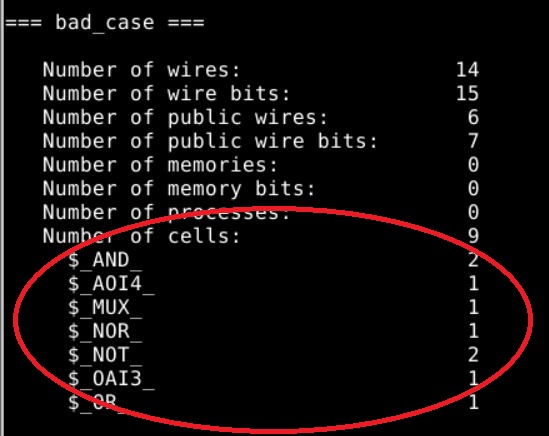 === bad_case ===
Number of wires: 14
Number of wire bits: 15
Number of public wires: 6
Number of public wire bits: 7
Number of memories: 0
Number of memory bits: 0
Number of processes: 0
Number of cells: 9
$_AND_ 2
$_AOI4_ 1
$_MUX_ 1
$_NOR_ 1
$_NOT_ 2
$_OAI3_ 1
$_OR_ 1